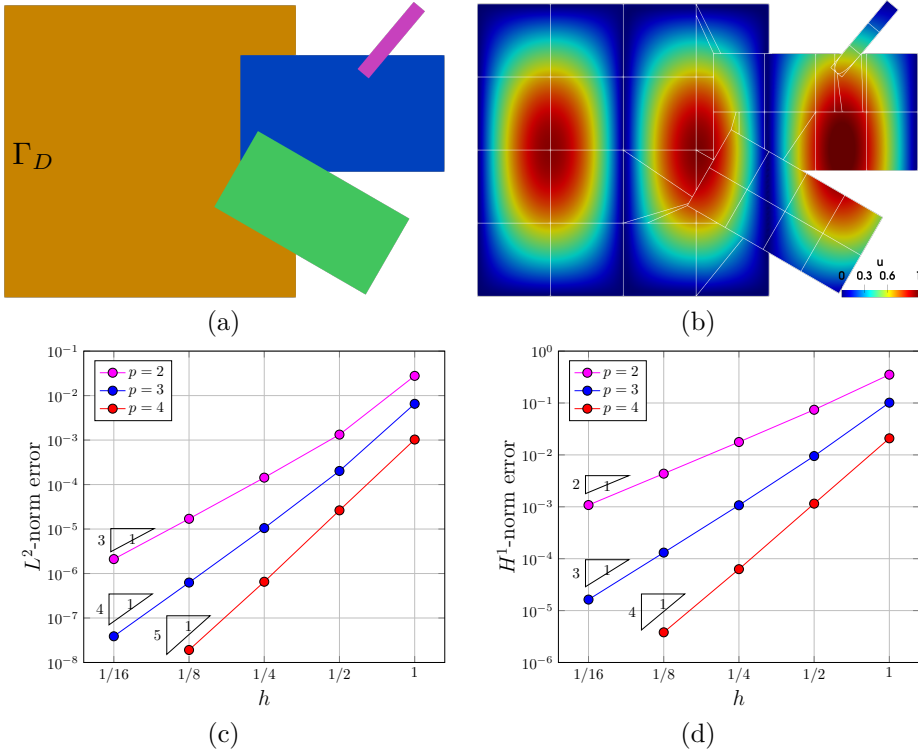 Γ_D
u
0 0.3 0.6 1
(a)
(b)
10^{-1}
10^{-2}
10^{-3}
10^{-4}
10^{-5}
10^{-6}
10^{-7}
10^{-8}
L^2-norm error
p = 2
p = 3
p = 4
3 1
4 1
5 1
1/16 1/8 1/4 1/2 1
h
(c)
10^0
10^{-1}
10^{-2}
10^{-3}
10^{-4}
10^{-5}
10^{-6}
H^1-norm error
p = 2
p = 3
p = 4
2 1
3 1
4 1
1/16 1/8 1/4 1/2 1
h
(d)